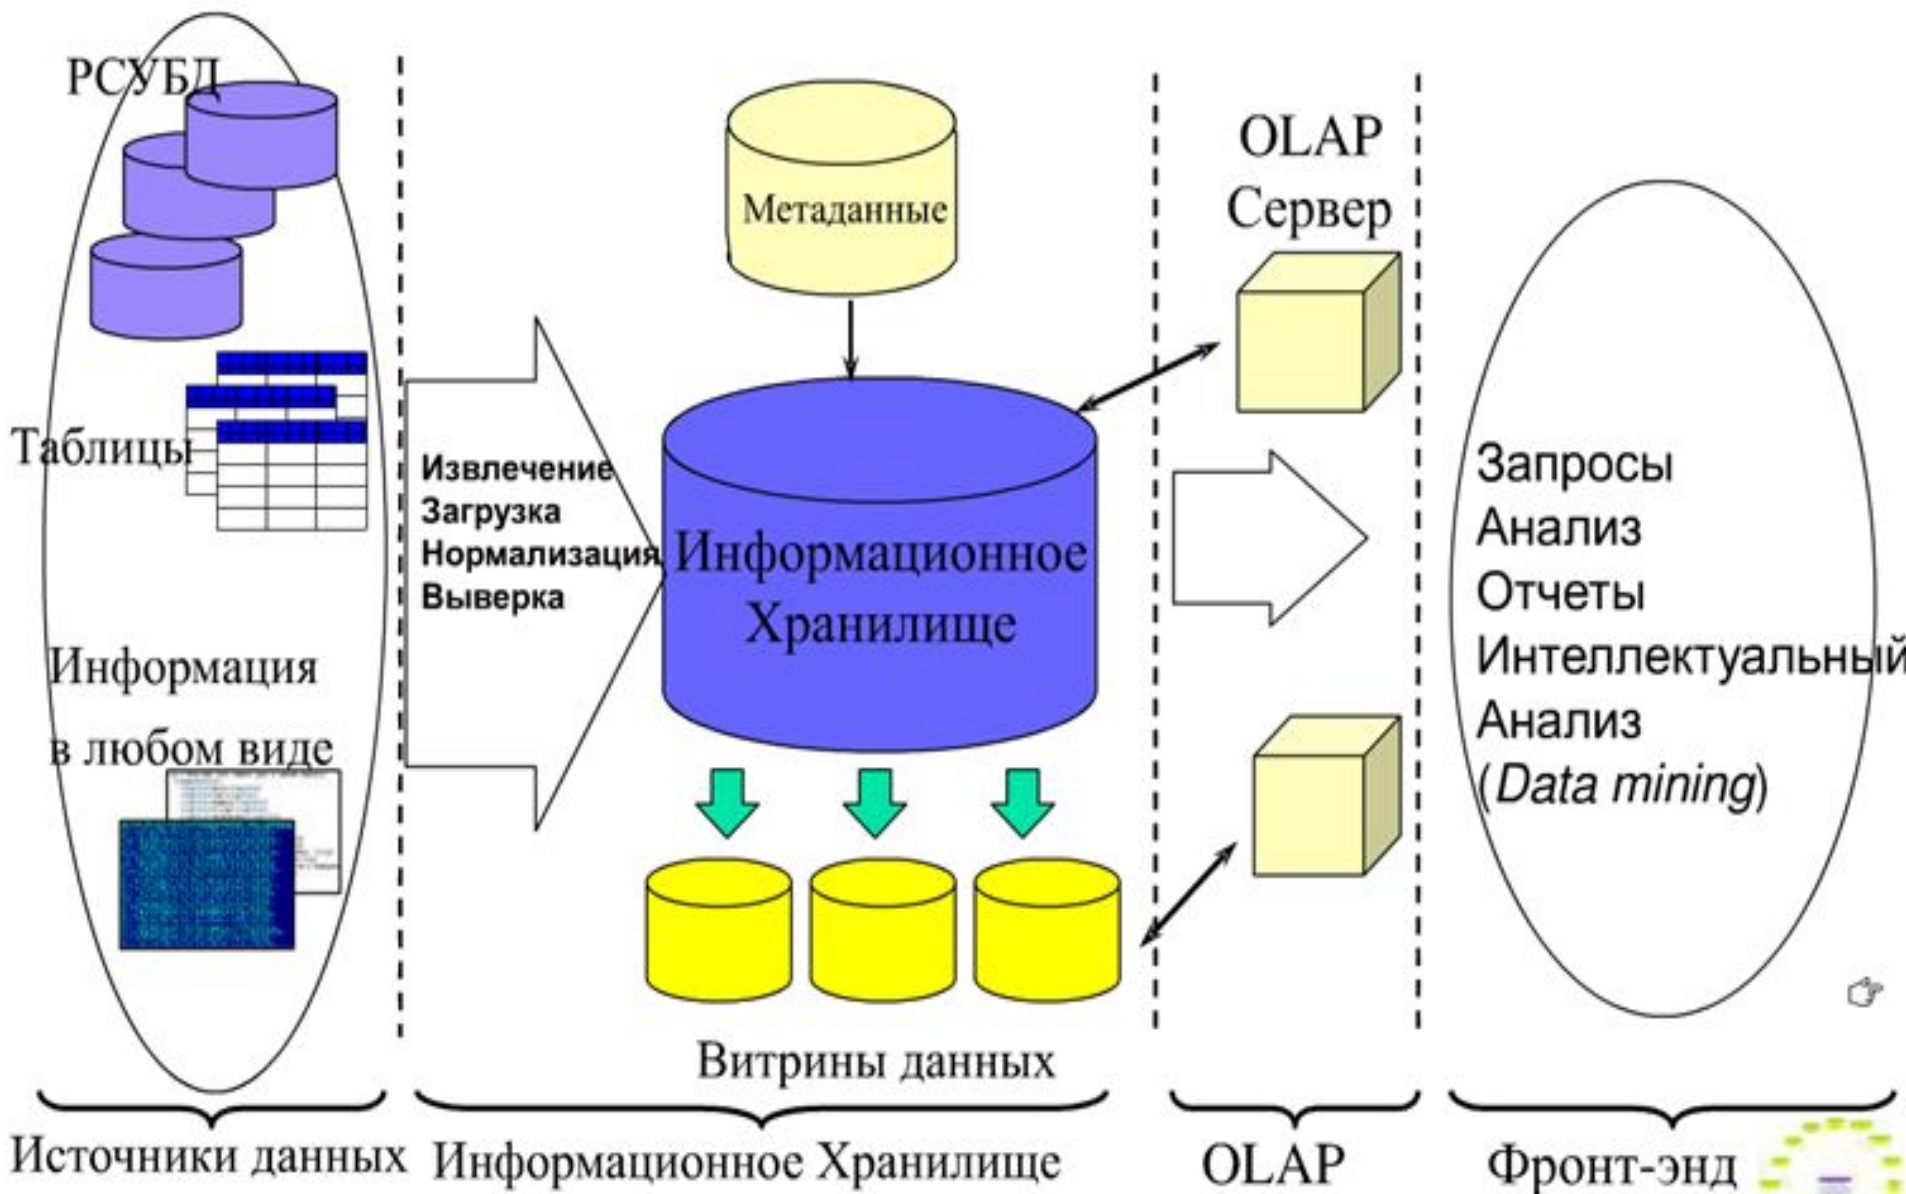 РСУБД
Таблицы
Информация
в любом виде
Извлечение
Загрузка
Нормализация
Выверка
Метаданные
Информационное
Хранилище
Витрины данных
OLAP
Сервер
Запросы
Анализ
Отчеты
Интеллектуальный
Анализ
(Data mining)
Источники данных
Информационное Хранилище
OLAP
Фронт-энд